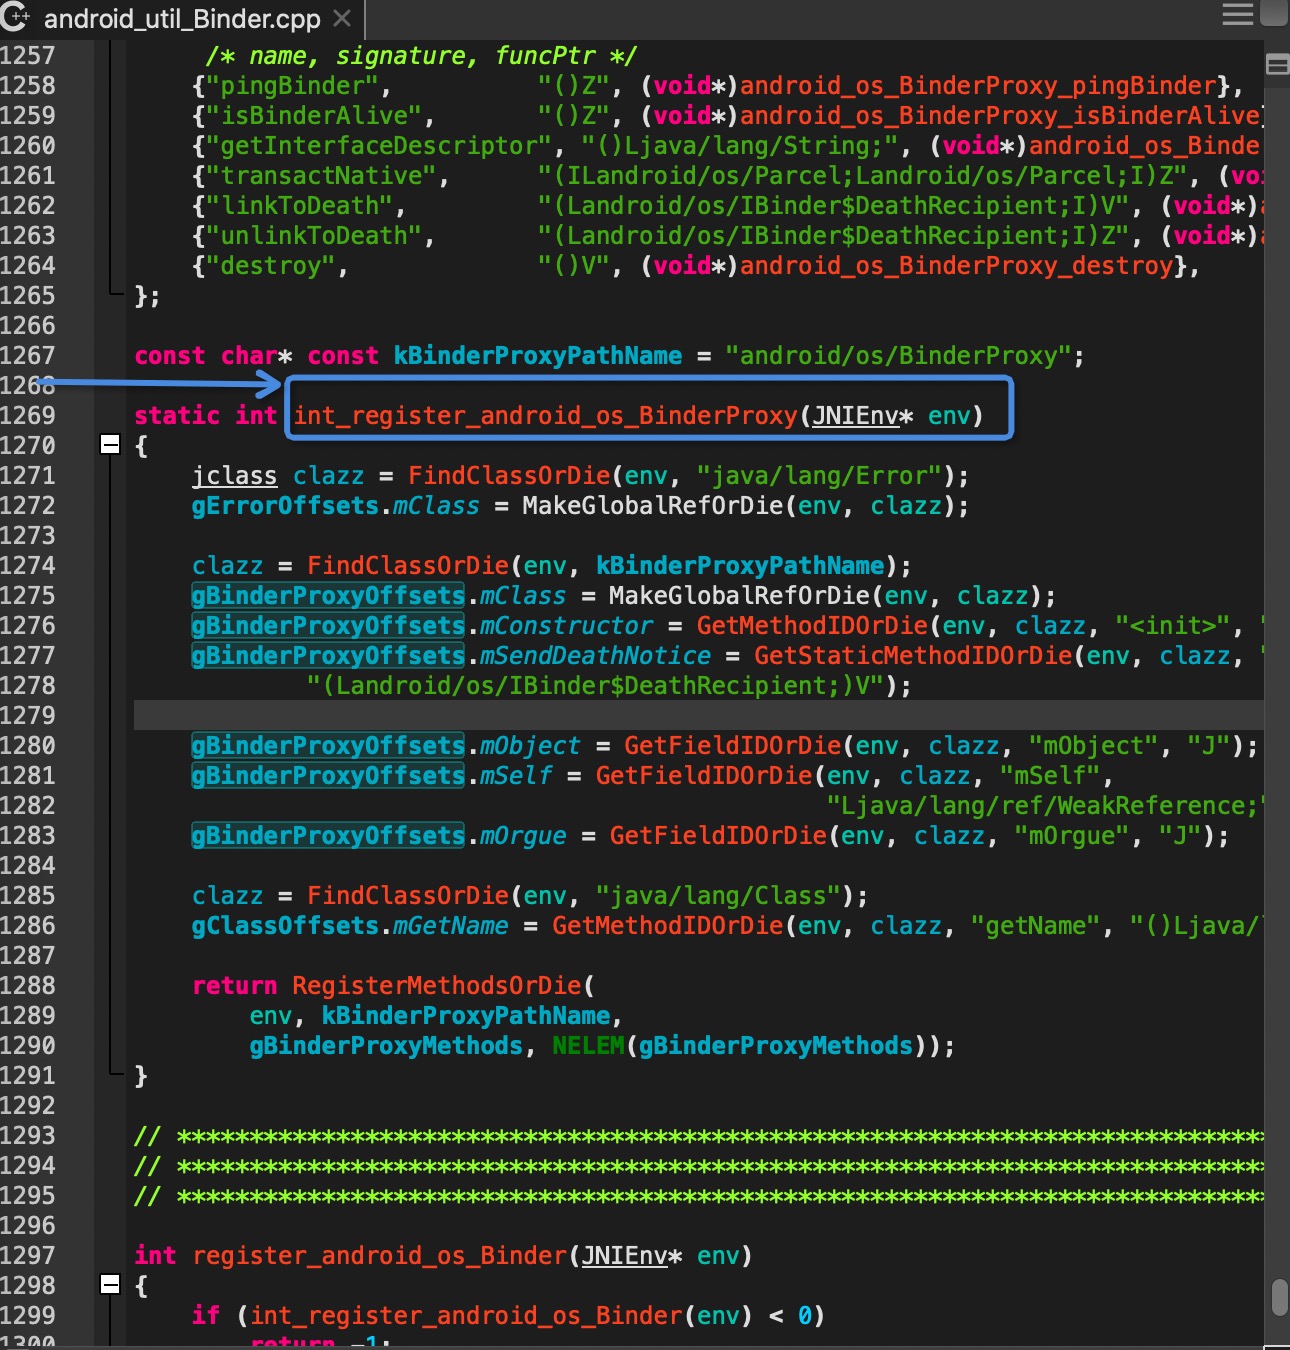 android_util_Binder.cpp
1257 /* name, signature, funcPtr */
1258 {"pingBinder", "()Z", (void*)android_os_BinderProxy_pingBinder},
1259 {"isBinderAlive", "()Z", (void*)android_os_BinderProxy_isBinderAlive}
1260 {"getInterfaceDescriptor", "()Ljava/lang/String;", (void*)android_os_Binde
1261 {"transactNative", "(ILandroid/os/Parcel;Landroid/os/Parcel;I)Z", (voi
1262 {"linkToDeath", "(Landroid/os/IBinder$DeathRecipient;I)V", (void*)a
1263 {"unlinkToDeath", "(Landroid/os/IBinder$DeathRecipient;I)Z", (void*)a
1264 {"destroy", "()V", (void*)android_os_BinderProxy_destroy},
1265 };
1266
1267 const char* const kBinderProxyPathName = "android/os/BinderProxy";
1268
1269 static int int_register_android_os_BinderProxy(JNIEnv* env)
1270 {
1271 jclass clazz = FindClassOrDie(env, "java/lang/Error");
1272 gErrorOffsets.mClass = MakeGlobalRefOrDie(env, clazz);
1273
1274 clazz = FindClassOrDie(env, kBinderProxyPathName);
1275 gBinderProxyOffsets.mClass = MakeGlobalRefOrDie(env, clazz);
1276 gBinderProxyOffsets.mConstructor = GetMethodIDOrDie(env, clazz, "<init>", "
1277 gBinderProxyOffsets.mSendDeathNotice = GetStaticMethodIDOrDie(env, clazz, "
1278 "(Landroid/os/IBinder$DeathRecipient;)V");
1279
1280 gBinderProxyOffsets.mObject = GetFieldIDOrDie(env, clazz, "mObject", "J");
1281 gBinderProxyOffsets.mSelf = GetFieldIDOrDie(env, clazz, "mSelf",
1282 "Ljava/lang/ref/WeakReference;"
1283 gBinderProxyOffsets.mOrgue = GetFieldIDOrDie(env, clazz, "mOrgue", "J");
1284
1285 clazz = FindClassOrDie(env, "java/lang/Class");
1286 gClassOffsets.mGetName = GetMethodIDOrDie(env, clazz, "getName", "()Ljava/l
1287
1288 return RegisterMethodsOrDie(
1289 env, kBinderProxyPathName,
1290 gBinderProxyMethods, NELEM(gBinderProxyMethods));
1291 }
1292
1293 // ***************************************************************************
1294 // ***************************************************************************
1295 // ***************************************************************************
1296
1297 int register_android_os_Binder(JNIEnv* env)
1298 {
1299 if (int_register_android_os_Binder(env) < 0)
1300 return -1;